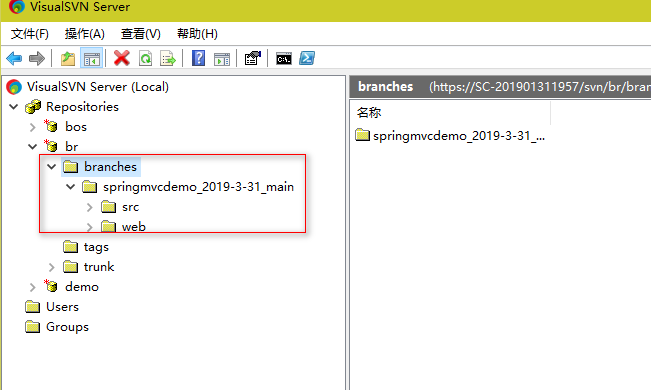 VisualSVN Server
文件(F) 操作(A) 查看(V) 帮助(H)
VisualSVN Server (Local)
Repositories
bos
br
branches
springmvcdemo_2019-3-31_main
src
web
tags
trunk
demo
Users
Groups
branches (https://SC-201901311957/svn/br/bran
名称
springmvcdemo_2019-3-31_...